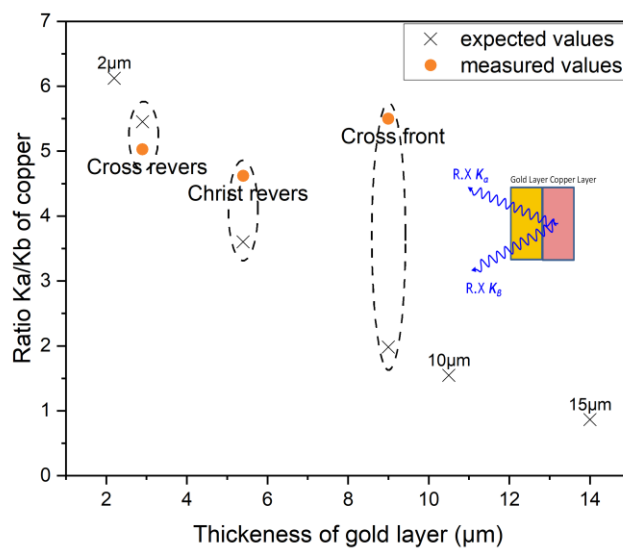 expected values
measured values
2µm
Cross revers
Christ revers
Cross front
10µm
15µm
Gold Layer Copper Layer
R.X Kα
R.X Kβ
7
6
5
4
3
2
1
0
Ratio Ka/Kb of copper
2
4
6
8
10
12
14
Thickeness of gold layer (µm)